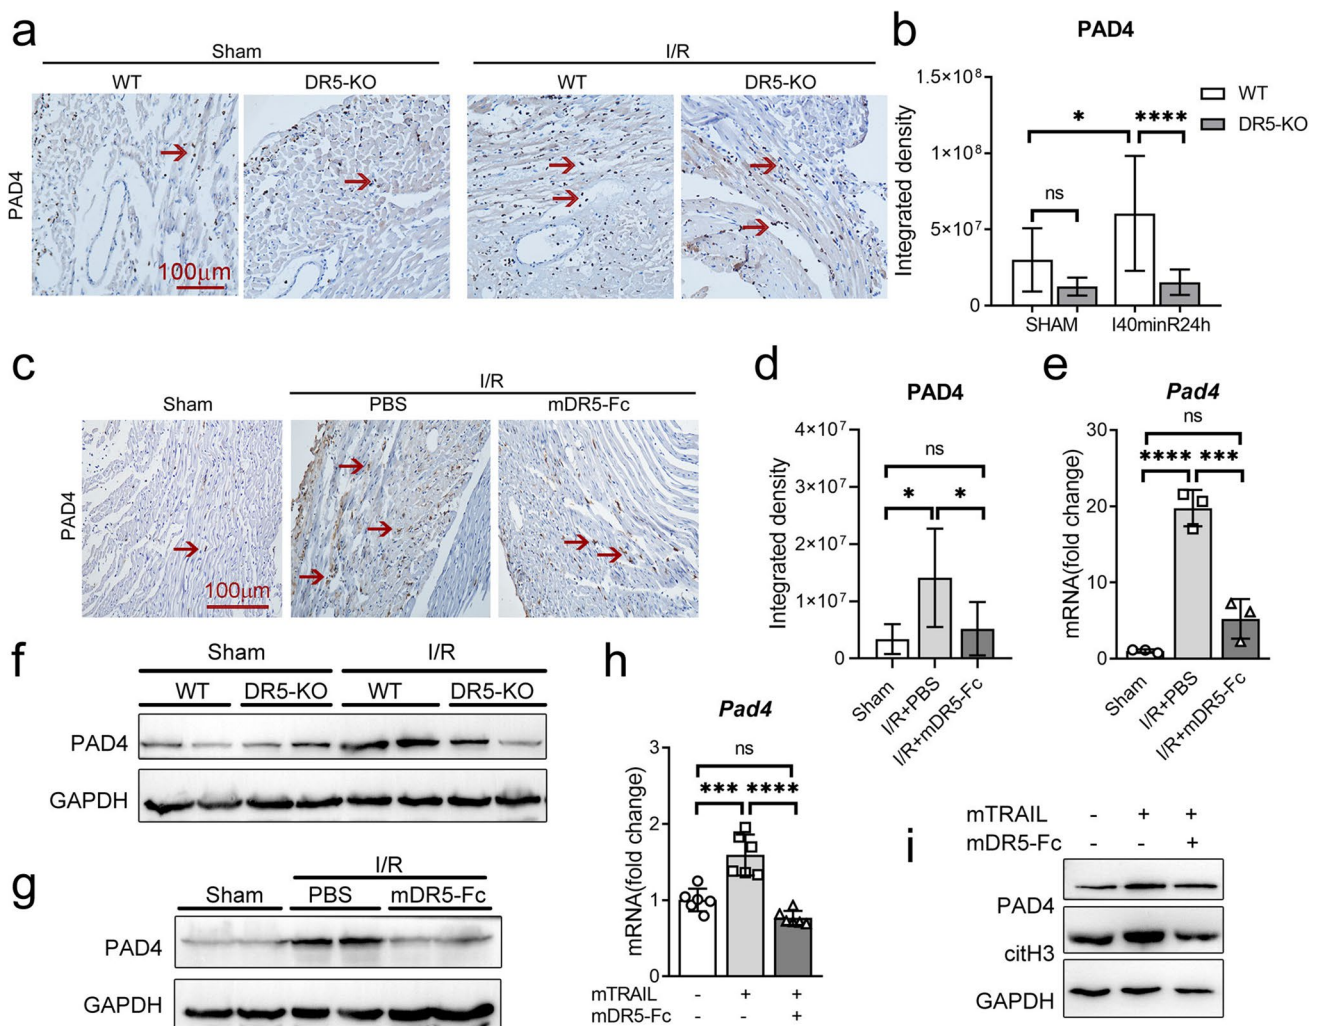 a
Sham
I/R
WT
DR5-KO
WT
DR5-KO
PAD4
100μm
b
PAD4
Integrated density
1.5×10⁸
1×10⁸
5×10⁷
0
ns
*
****
WT
DR5-KO
SHAM
I40minR24h
c
I/R
Sham
PBS
mDR5-Fc
PAD4
100μm
d
PAD4
Integrated density
4×10⁷
3×10⁷
2×10⁷
1×10⁷
0
ns
*
*
Sham
I/R+PBS
I/R+mDR5-Fc
e
Pad4
mRNA(fold change)
30
20
10
0
ns
****
***
Sham
I/R+PBS
I/R+mDR5-Fc
f
Sham
I/R
WT
DR5-KO
WT
DR5-KO
PAD4
GAPDH
g
I/R
Sham
PBS
mDR5-Fc
PAD4
GAPDH
h
Pad4
mRNA(fold change)
3
2
1
0
ns
***
****
mTRAIL - + +
mDR5-Fc - - +
i
mTRAIL - + +
mDR5-Fc - - +
PAD4
citH3
GAPDH